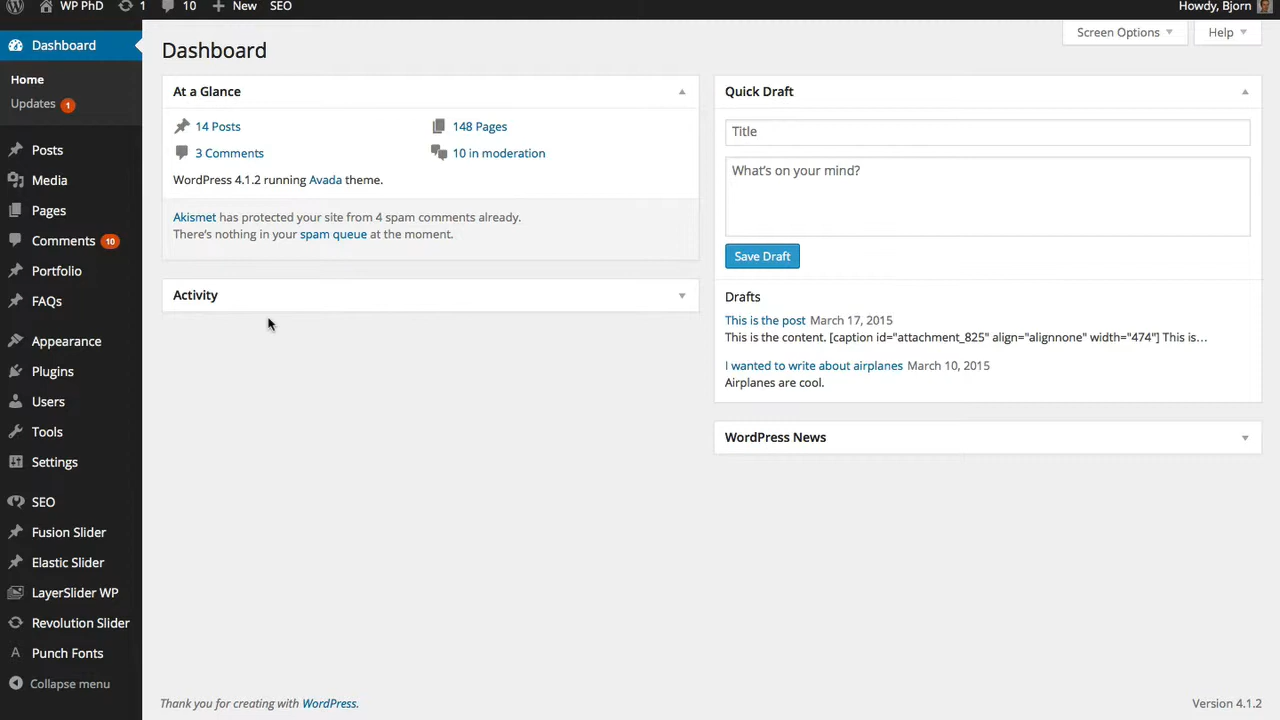 WP PhD 1 10 New SEO Howdy, Bjorn
Dashboard
Home
Updates 1
Posts
Media
Pages
Comments 10
Portfolio
FAQs
Appearance
Plugins
Users
Tools
Settings
SEO
Fusion Slider
Elastic Slider
LayerSlider WP
Revolution Slider
Punch Fonts
Collapse menu
Screen Options
Help
Dashboard
At a Glance
14 Posts
148 Pages
3 Comments
10 in moderation
WordPress 4.1.2 running Avada theme.
Akismet has protected your site from 4 spam comments already.
There's nothing in your spam queue at the moment.
Activity
Quick Draft
Title
What's on your mind?
Save Draft
Drafts
This is the post March 17, 2015
This is the content. [caption id="attachment_825" align="alignnone" width="474"] This is…
I wanted to write about airplanes March 10, 2015
Airplanes are cool.
WordPress News
Thank you for creating with WordPress.
Version 4.1.2